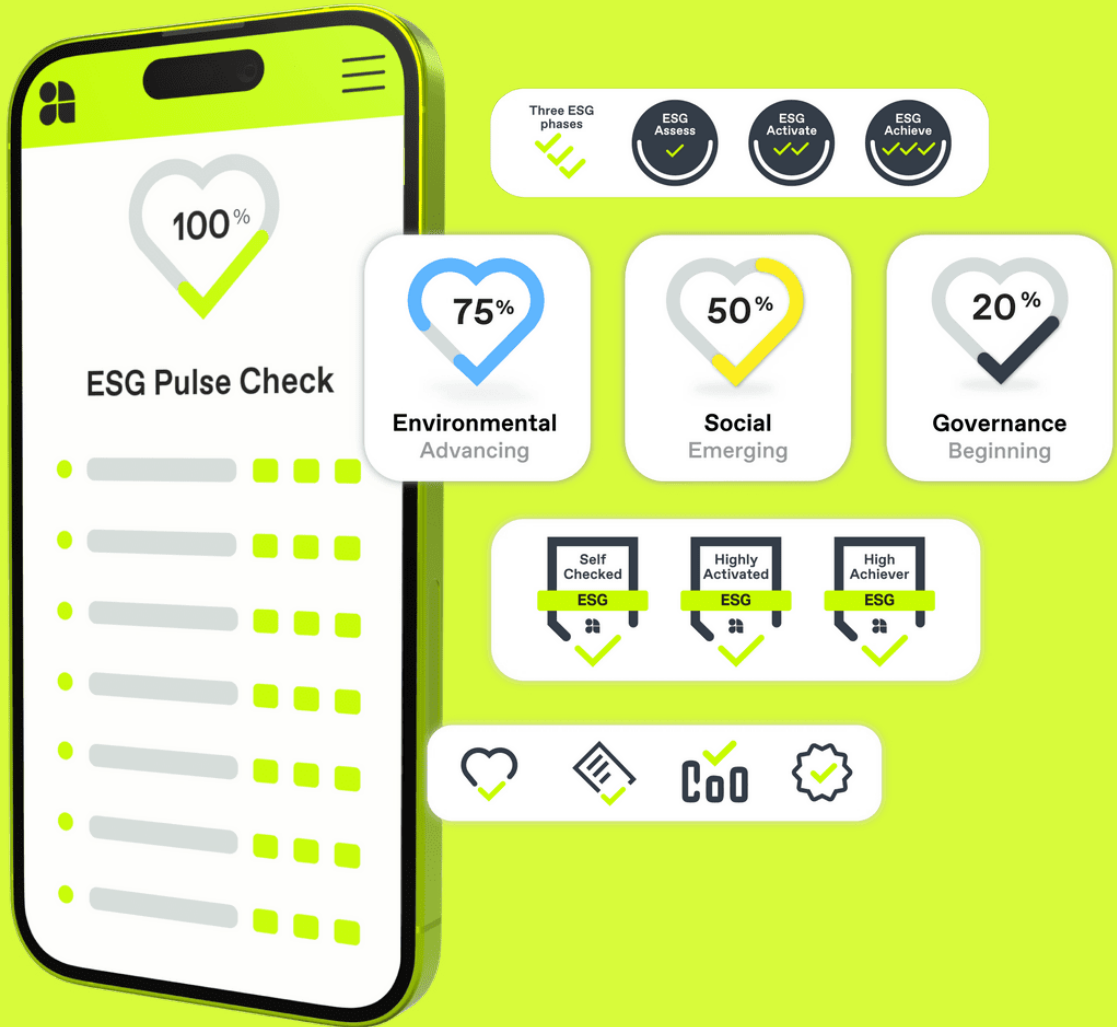 100%
ESG Pulse Check
Three ESG
phases
ESG
Assess
ESG
Activate
ESG
Achieve
75%
Environmental
Advancing
50%
Social
Emerging
20%
Governance
Beginning
Self
Checked
ESG
Highly
Activated
ESG
High
Achiever
ESG
CoO